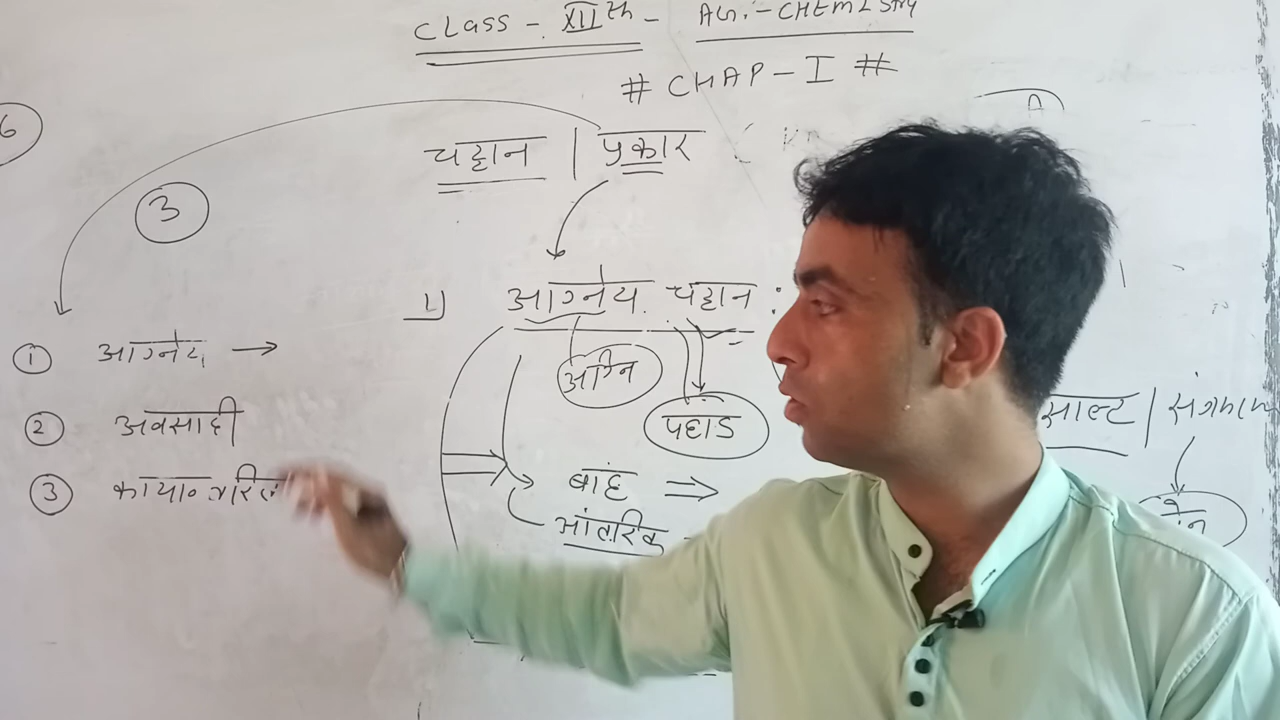 CLASS - XIIth - AG. - CHEMISTRY
# CHAP - I #
6
चट्टान | प्रकार
3
1) आग्नेय चट्टान :
1 आग्नेय →
अग्नि
पहाड
2 अवसादी
साल्ट | संगमरमर
3 कायान्तरित
बाह्य ⇒
आंतरिक